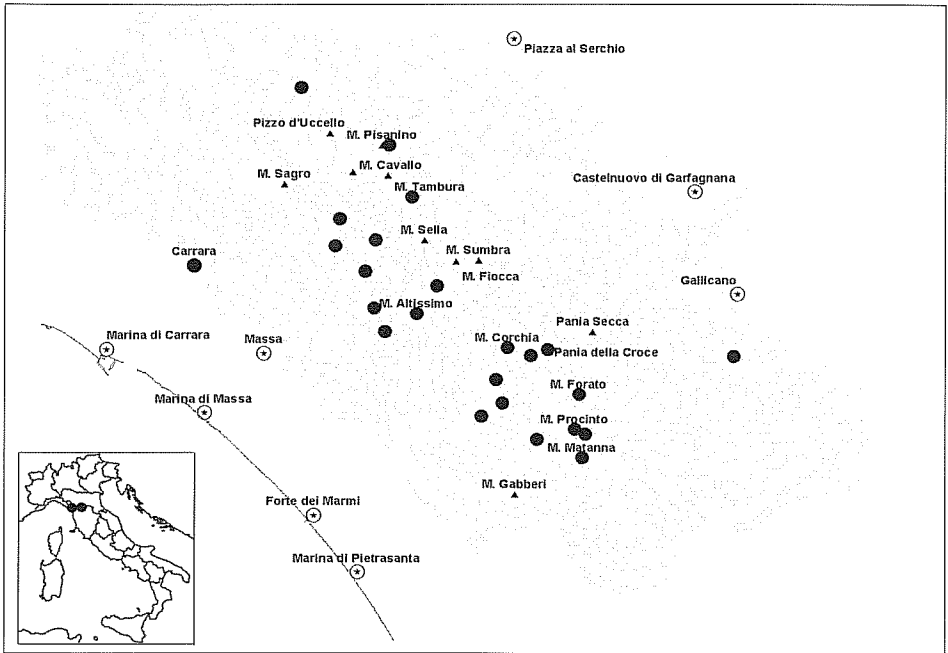 Piazza al Serchio
Pizzo d'Uccello
M. Pisanino
M. Cavallo
M. Sagro
M. Tambura
Castelnuovo di Garfagnana
M. Sella
M. Sumbra
Carrara
M. Fiocca
Gallicano
M. Altissimo
Pania Secca
Marina di Carrara
Massa
M. Corchia
Pania della Croce
M. Forato
Marina di Massa
M. Procinto
M. Matanna
M. Gabberi
Forte dei Marmi
Marina di Pietrasanta